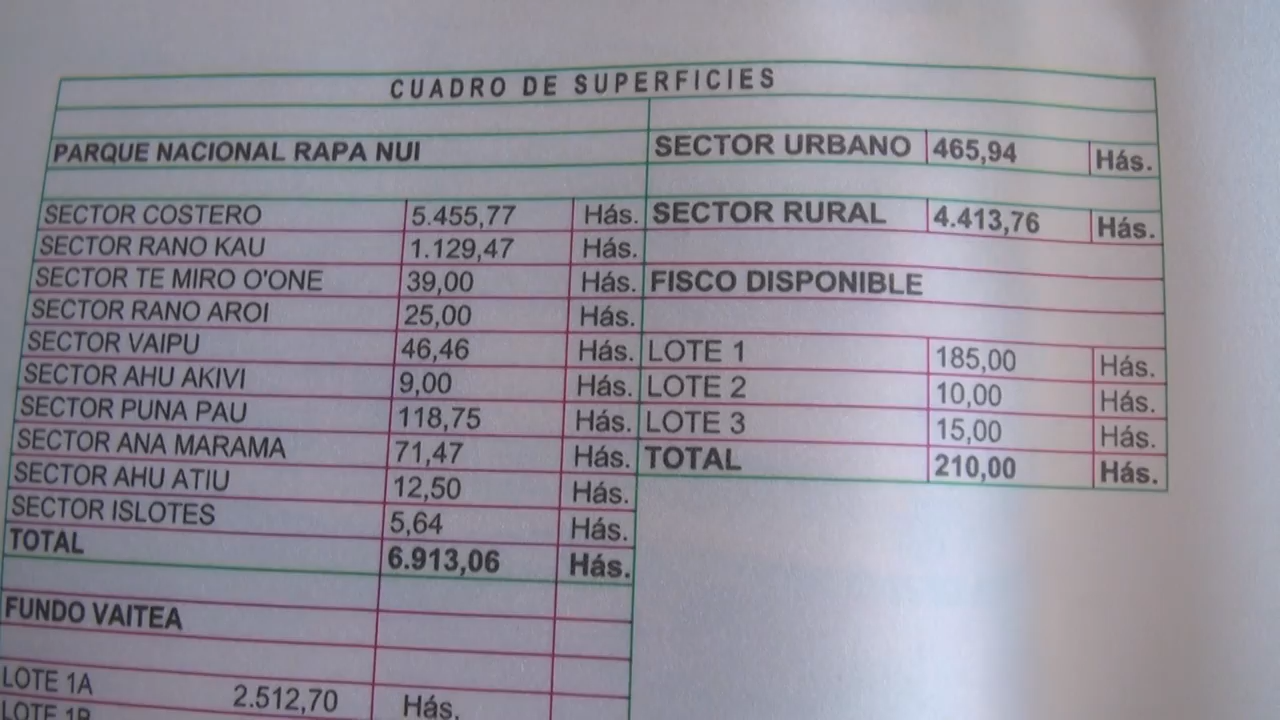 CUADRO DE SUPERFICIES
PARQUE NACIONAL RAPA NUI
SECTOR COSTERO 5.455,77 Hás.
SECTOR RANO KAU 1.129,47 Hás.
SECTOR TE MIRO O'ONE 39,00 Hás.
SECTOR RANO AROI 25,00 Hás.
SECTOR VAIPU 46,46 Hás.
SECTOR AHU AKIVI 9,00 Hás.
SECTOR PUNA PAU 118,75 Hás.
SECTOR ANA MARAMA 71,47 Hás.
SECTOR AHU ATIU 12,50 Hás.
SECTOR ISLOTES 5,64 Hás.
TOTAL 6.913,06 Hás.
FUNDO VAITEA
LOTE 1A 2.512,70 Hás.
LOTE 1B
SECTOR URBANO 465,94 Hás.
SECTOR RURAL 4.413,76 Hás.
FISCO DISPONIBLE
LOTE 1 185,00 Hás.
LOTE 2 10,00 Hás.
LOTE 3 15,00 Hás.
TOTAL 210,00 Hás.